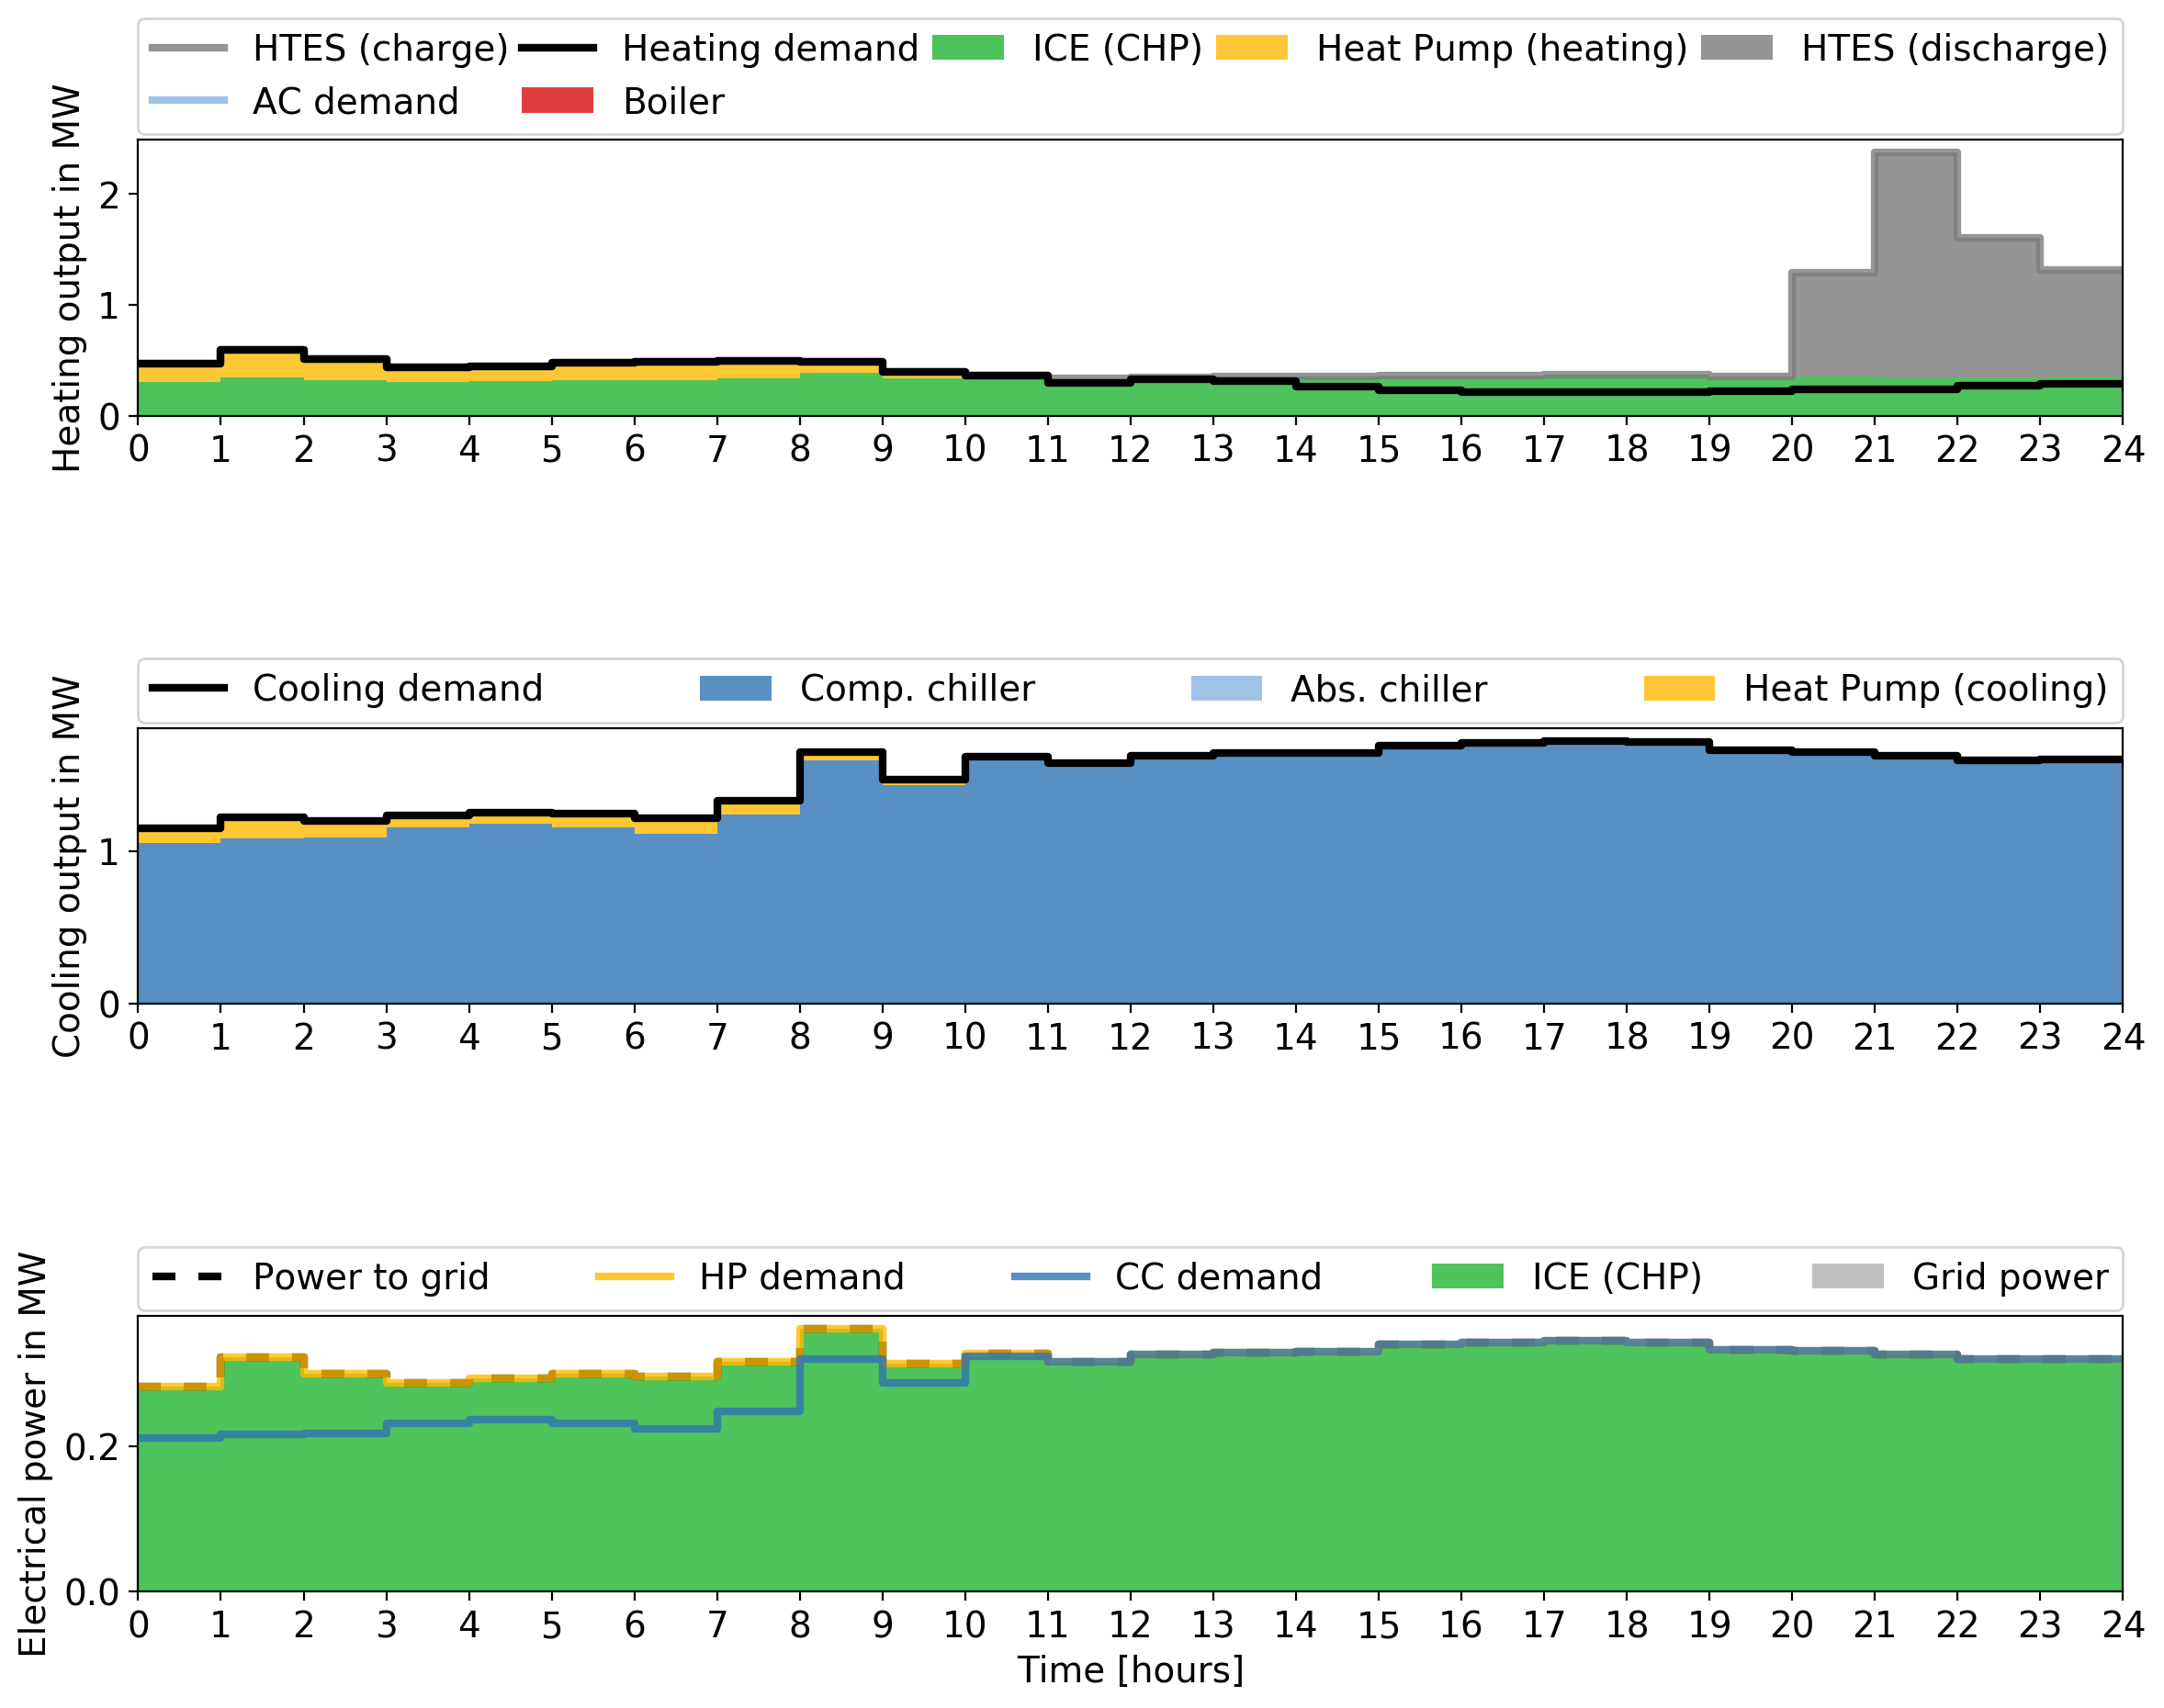 HTES (charge) Heating demand ICE (CHP) Heat Pump (heating) HTES (discharge)
AC demand Boiler
Heating output in MW
2
1
0
0 1 2 3 4 5 6 7 8 9 10 11 12 13 14 15 16 17 18 19 20 21 22 23 24
Cooling demand Comp. chiller Abs. chiller Heat Pump (cooling)
Cooling output in MW
1
0
0 1 2 3 4 5 6 7 8 9 10 11 12 13 14 15 16 17 18 19 20 21 22 23 24
Power to grid HP demand CC demand ICE (CHP) Grid power
Electrical power in MW
0.2
0.0
0 1 2 3 4 5 6 7 8 9 10 11 12 13 14 15 16 17 18 19 20 21 22 23 24
Time [hours]